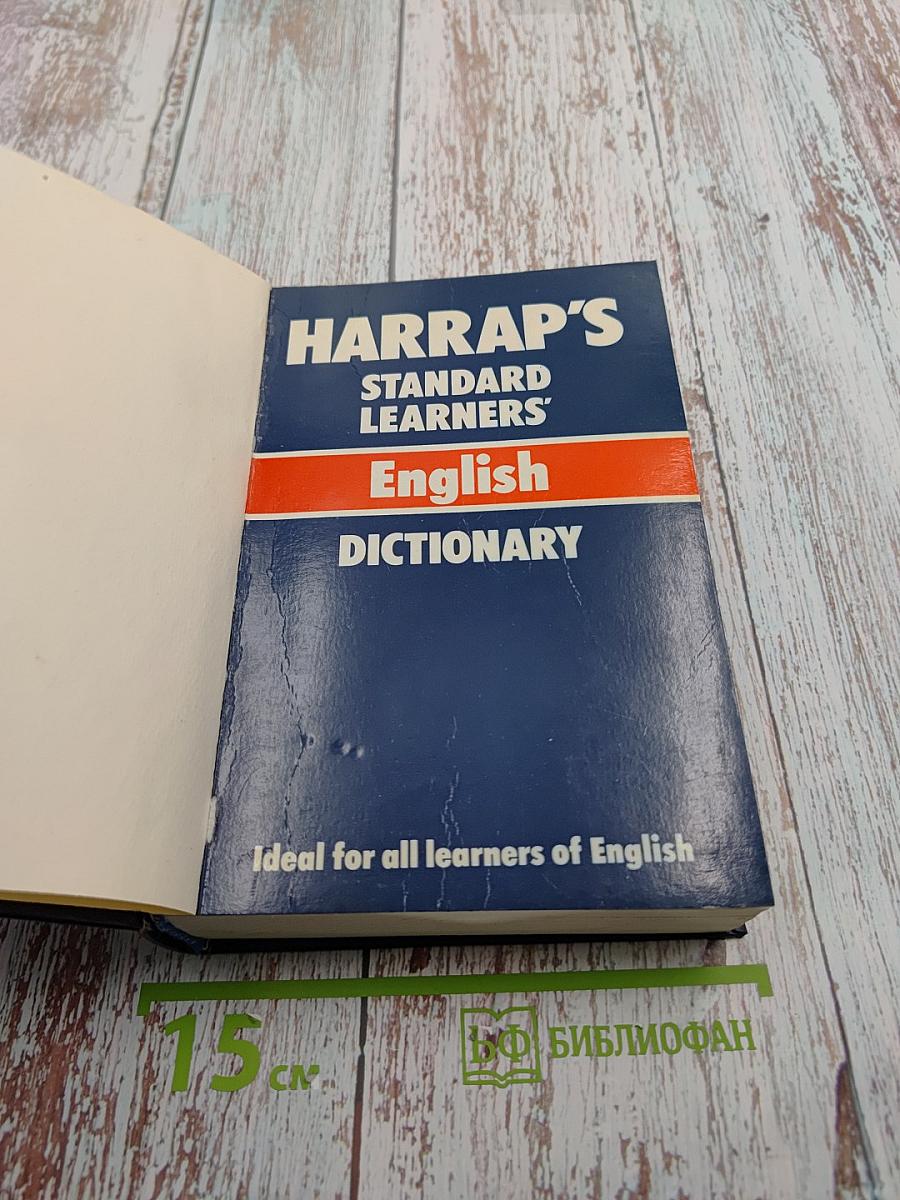 HARRAP'S
STANDARD
LEARNERS'
English
DICTIONARY
Ideal for all learners of English
15 см
БФ БИБЛИОФАН